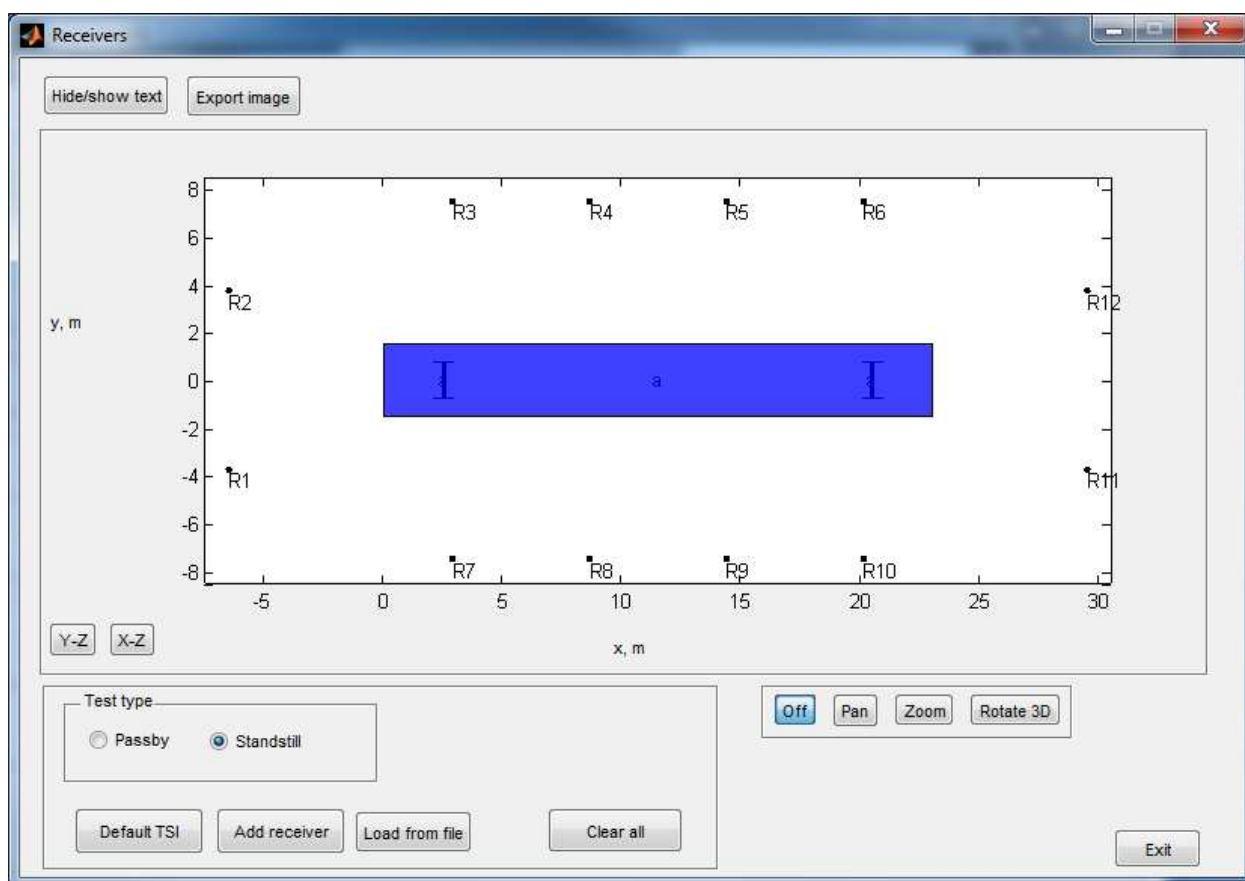 Receivers
Hide/show text Export image
8
R3 R4 R5 R6
6
4
R2 R12
y, m
2
0 a a a
-2
-4 R1 R11
-6
-8 R7 R8 R9 R10
-5 0 5 10 15 20 25 30
Y-Z X-Z x, m
Test type
Off Pan Zoom Rotate 3D
Passby Standstill
Default TSI Add receiver Load from file Clear all
Exit